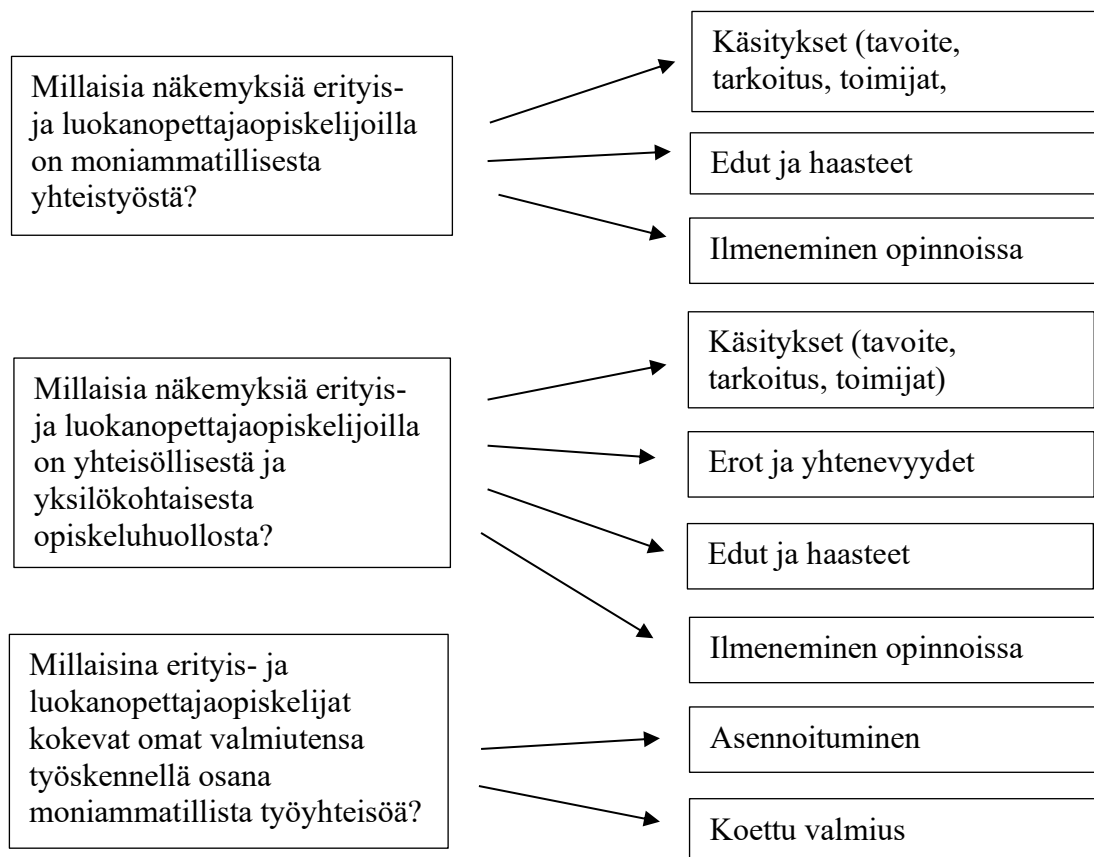 Millaisia näkemyksiä erityis-
ja luokanopettajaopiskelijoilla
on moniammatillisesta
yhteistyöstä?
Käsitykset (tavoite,
tarkoitus, toimijat,
Edut ja haasteet
Ilmeneminen opinnoissa
Millaisia näkemyksiä erityis-
ja luokanopettajaopiskelijoilla
on yhteisöllisestä ja
yksilökohtaisesta
opiskeluhuollosta?
Käsitykset (tavoite,
tarkoitus, toimijat)
Erot ja yhtenevyydet
Edut ja haasteet
Ilmeneminen opinnoissa
Millaisina erityis- ja
luokanopettajaopiskelijat
kokevat omat valmiutensa
työskennellä osana
moniammatillista työyhteisöä?
Asennoituminen
Koettu valmius